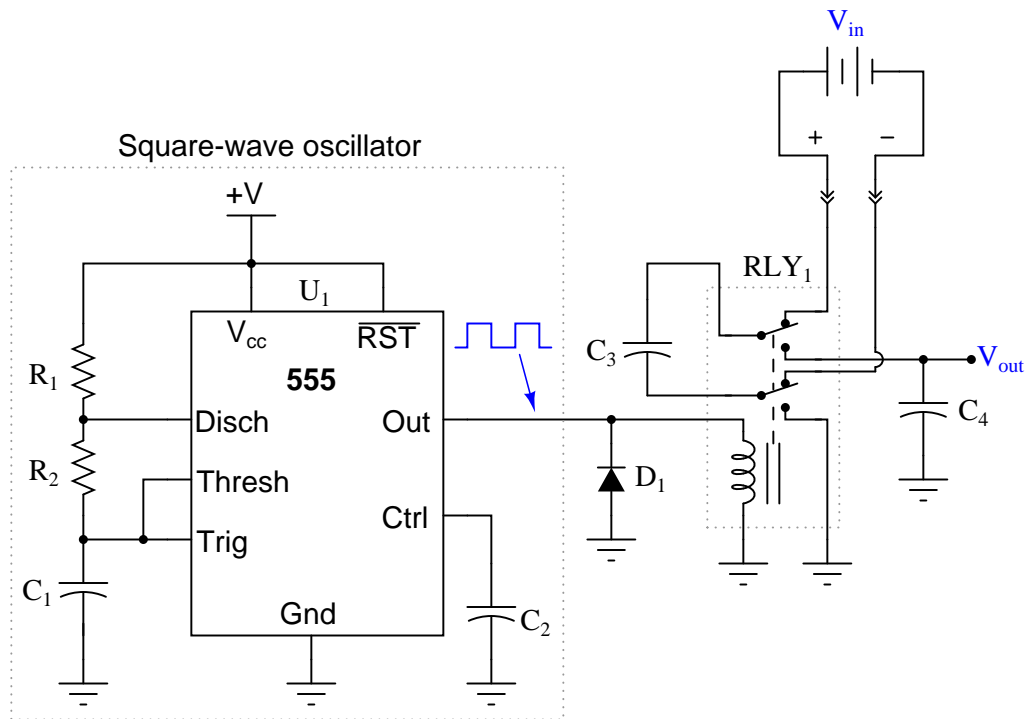 V_in
+ −
Square-wave oscillator
+V
RLY_1
U_1
V_cc
R̅S̅T̅
C_3
R_1
555
V_out
Disch
Out
C_4
R_2
Thresh
D_1
Ctrl
Trig
C_1
Gnd
C_2